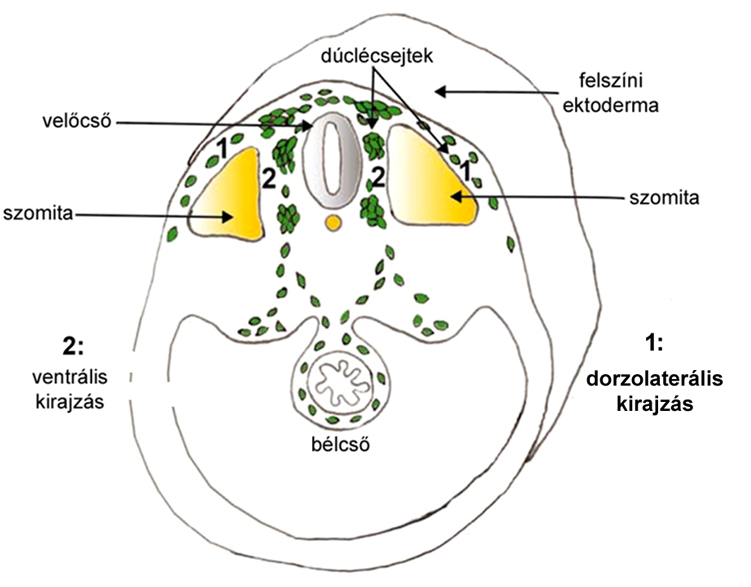 dúclécsejtek
felszíni
ektoderma
velőcső
1
2
2
1
szomita
szomita
2:
ventrális
kirajzás
1:
dorzolaterális
kirajzás
bélcső